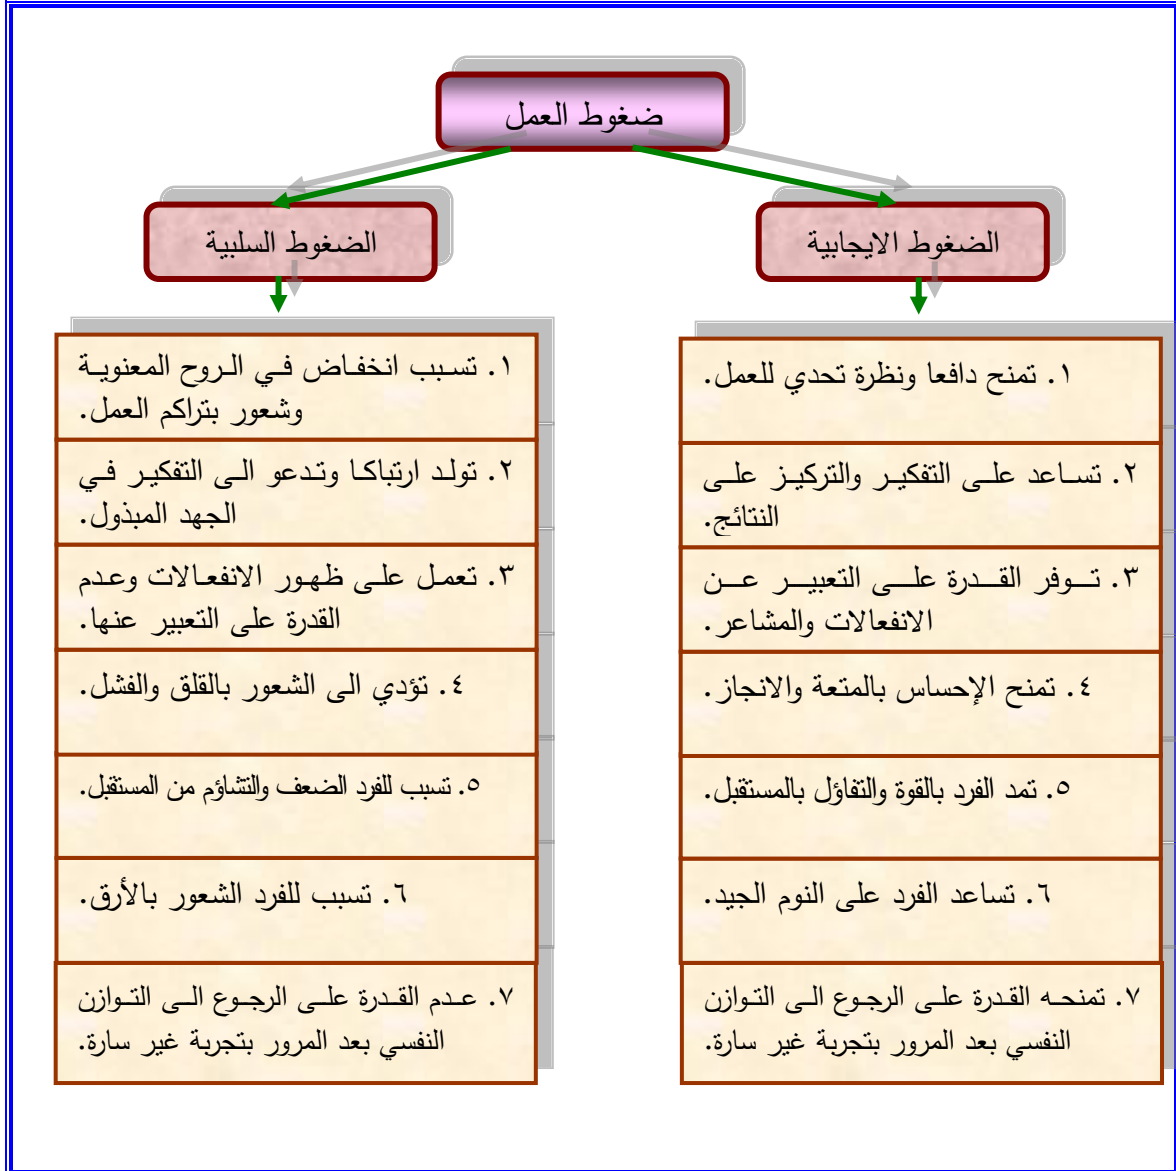 ضغوط العمل
الضغوط الايجابية
١. تمنح دافعا ونظرة تحدي للعمل.
٢. تساعد على التفكير والتركيز على
النتائج.
٣. توفر القدرة على التعبير عن
الانفعالات والمشاعر.
٤. تمنح الإحساس بالمتعة والانجاز.
٥. تمد الفرد بالقوة والتفاؤل بالمستقبل.
٦. تساعد الفرد على النوم الجيد.
٧. تمنحه القدرة على الرجوع الى التوازن
النفسي بعد المرور بتجربة غير سارة.
الضغوط السلبية
١. تسبب انخفاض في الروح المعنوية
وشعور بتراكم العمل.
٢. تولد ارتباكا وتدعو الى التفكير في
الجهد المبذول.
٣. تعمل على ظهور الانفعالات وعدم
القدرة على التعبير عنها.
٤. تؤدي الى الشعور بالقلق والفشل.
٥. تسبب للفرد الضعف والتشاؤم من المستقبل.
٦. تسبب للفرد الشعور بالأرق.
٧. عدم القدرة على الرجوع الى التوازن
النفسي بعد المرور بتجربة غير سارة.